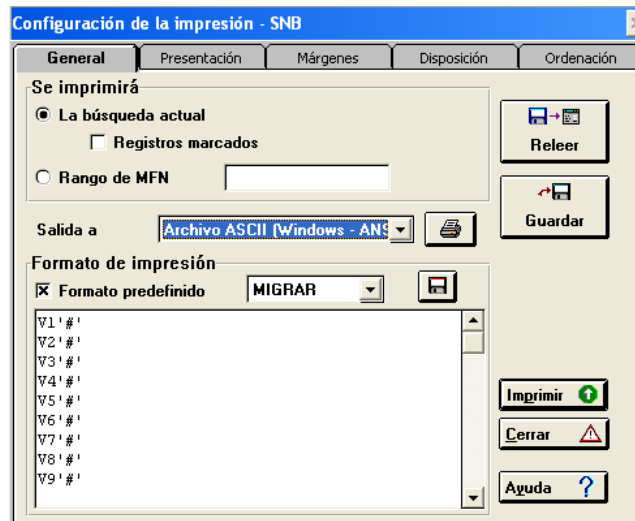 Configuración de la impresión - SNB
General Presentación Márgenes Disposición Ordenación
Se imprimirá
La búsqueda actual
Registros marcados
Rango de MFN
Releer
Guardar
Salida a Archivo ASCII (Windows - ANS
Formato de impresión
Formato predefinido MIGRAR
V1'#'
V2'#'
V3'#'
V4'#'
V5'#'
V6'#'
V7'#'
V8'#'
V9'#'
Imprimir
Cerrar
Ayuda ?